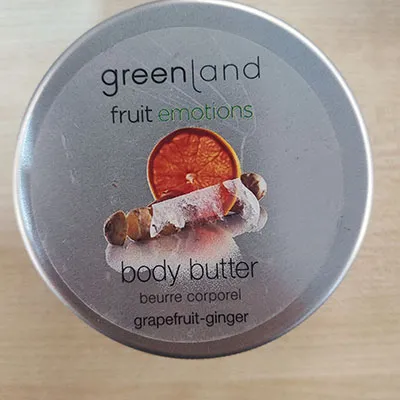 greenland
fruit emotions
body butter
beurre corporel
grapefruit-ginger